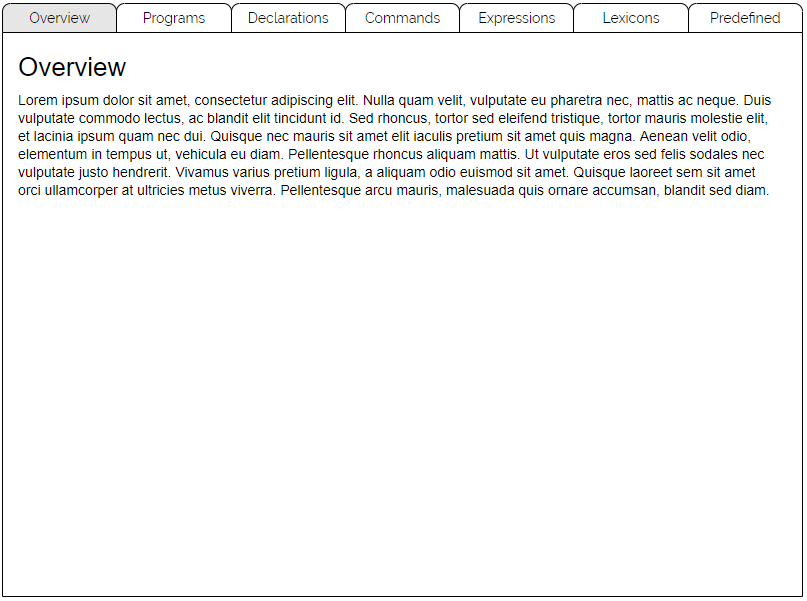 Overview Programs Declarations Commands Expressions Lexicons Predefined
Overview
Lorem ipsum dolor sit amet, consectetur adipiscing elit. Nulla quam velit, vulputate eu pharetra nec, mattis ac neque. Duis
vulputate commodo lectus, ac blandit elit tincidunt id. Sed rhoncus, tortor sed eleifend tristique, tortor mauris molestie elit,
et lacinia ipsum quam nec dui. Quisque nec mauris sit amet elit iaculis pretium sit amet quis magna. Aenean velit odio,
elementum in tempus ut, vehicula eu diam. Pellentesque rhoncus aliquam mattis. Ut vulputate eros sed felis sodales nec
vulputate justo hendrerit. Vivamus varius pretium ligula, a aliquam odio euismod sit amet. Quisque laoreet sem sit amet
orci ullamcorper at ultricies metus viverra. Pellentesque arcu mauris, malesuada quis ornare accumsan, blandit sed diam.